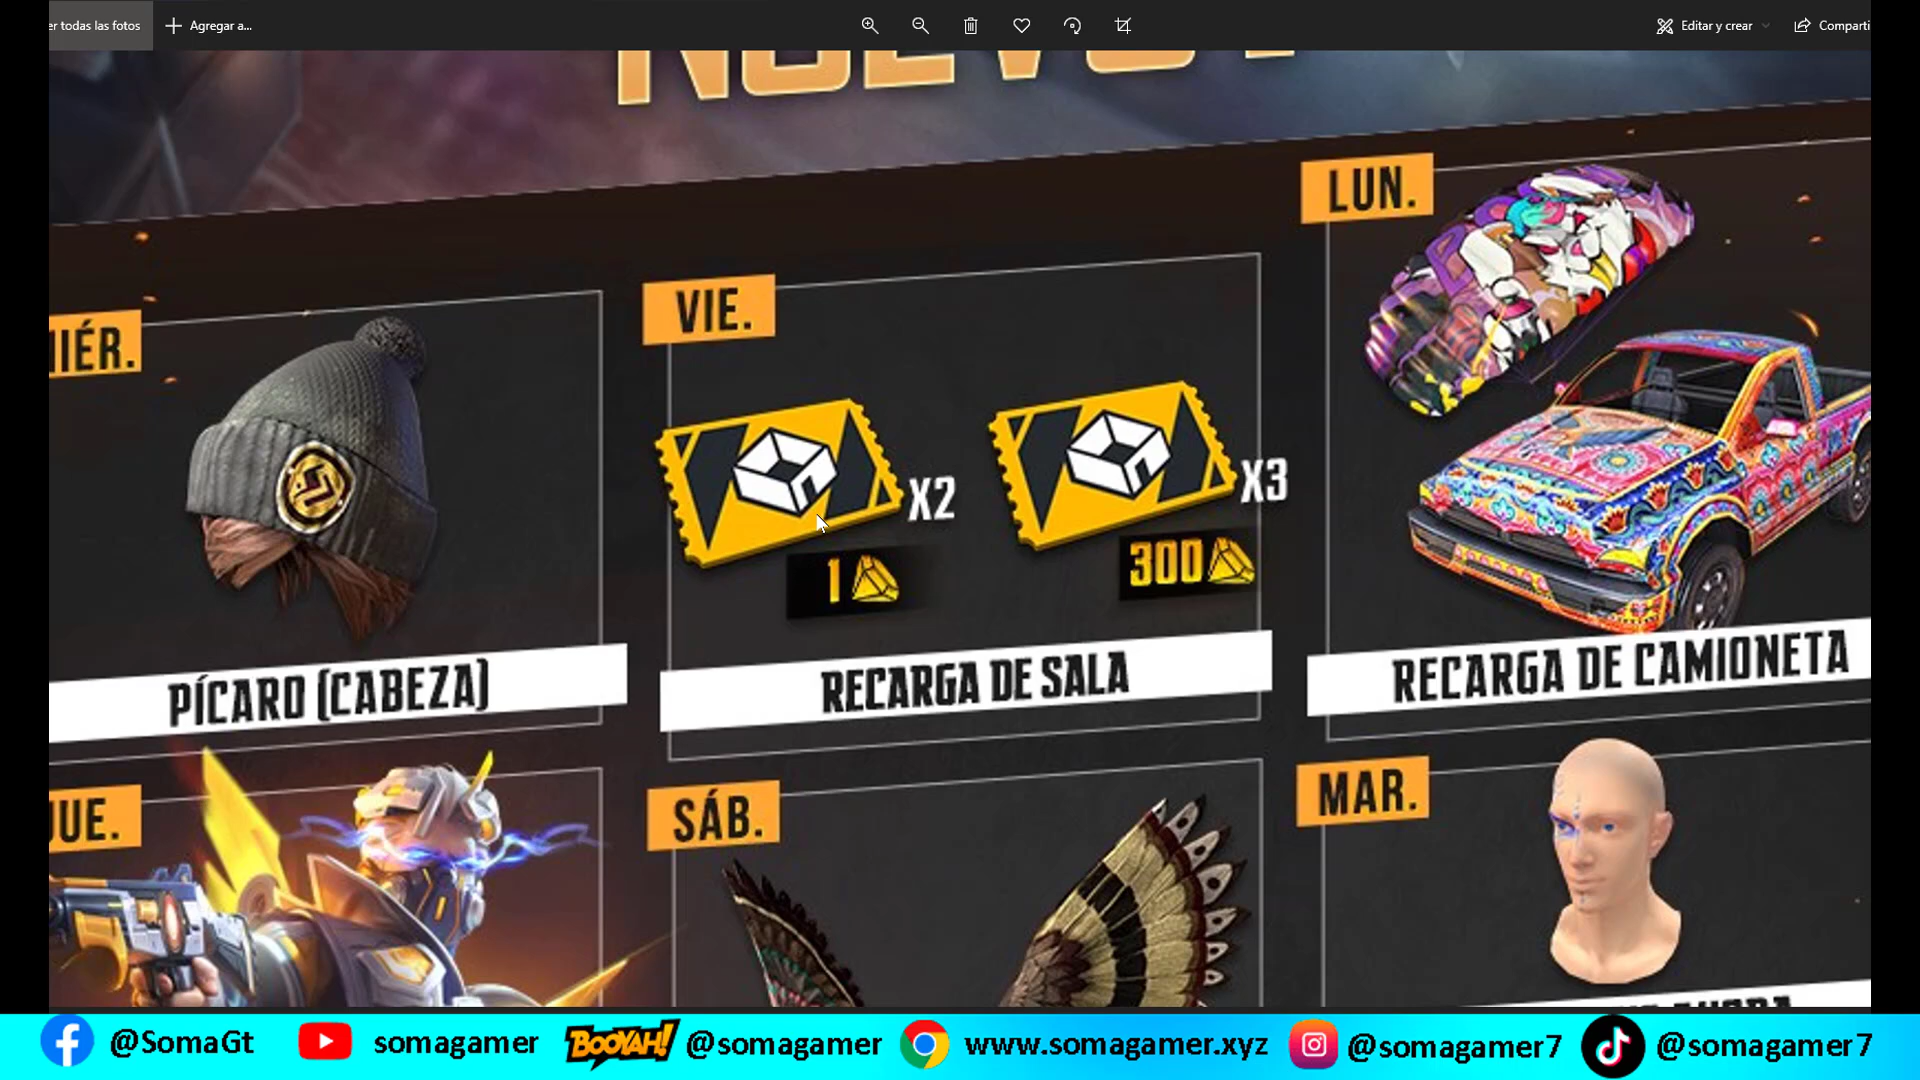 er todas las fotos
Agregar a...
Editar y crear
Comparti
LUN.
VIE.
IÉR.
X2
X3
1
300
PÍCARO (CABEZA)
RECARGA DE SALA
RECARGA DE CAMIONETA
SÁB.
MAR.
UE.
@SomaGt
somagamer
BOOYAH!
@somagamer
www.somagamer.xyz
@somagamer7
@somagamer7